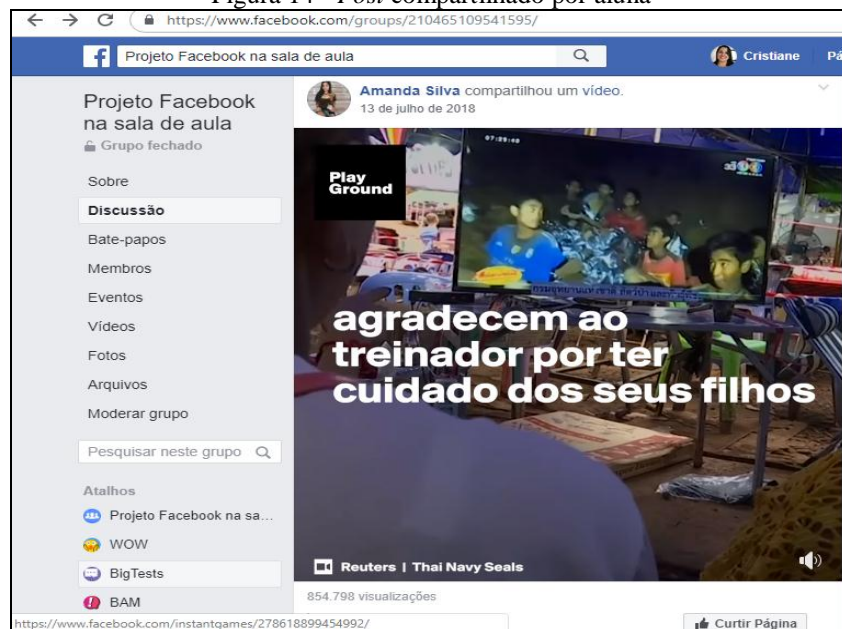 Figura 14 - Post compartilhado por aluna
https://www.facebook.com/groups/210465109541595/
Projeto Facebook na sala de aula
Cristiane
Pá
Projeto Facebook
na sala de aula
Grupo fechado
Sobre
Discussão
Bate-papos
Membros
Eventos
Vídeos
Fotos
Arquivos
Moderar grupo
Pesquisar neste grupo
Atalhos
Projeto Facebook na sa...
WOW
BigTests
BAM
https://www.facebook.com/instantgames/278618899454992/
Amanda Silva compartilhou um vídeo.
13 de julho de 2018
Play
Ground
agradecem ao
treinador por ter
cuidado dos seus filhos
Reuters | Thai Navy Seals
854.798 visualizações
Curtir Página